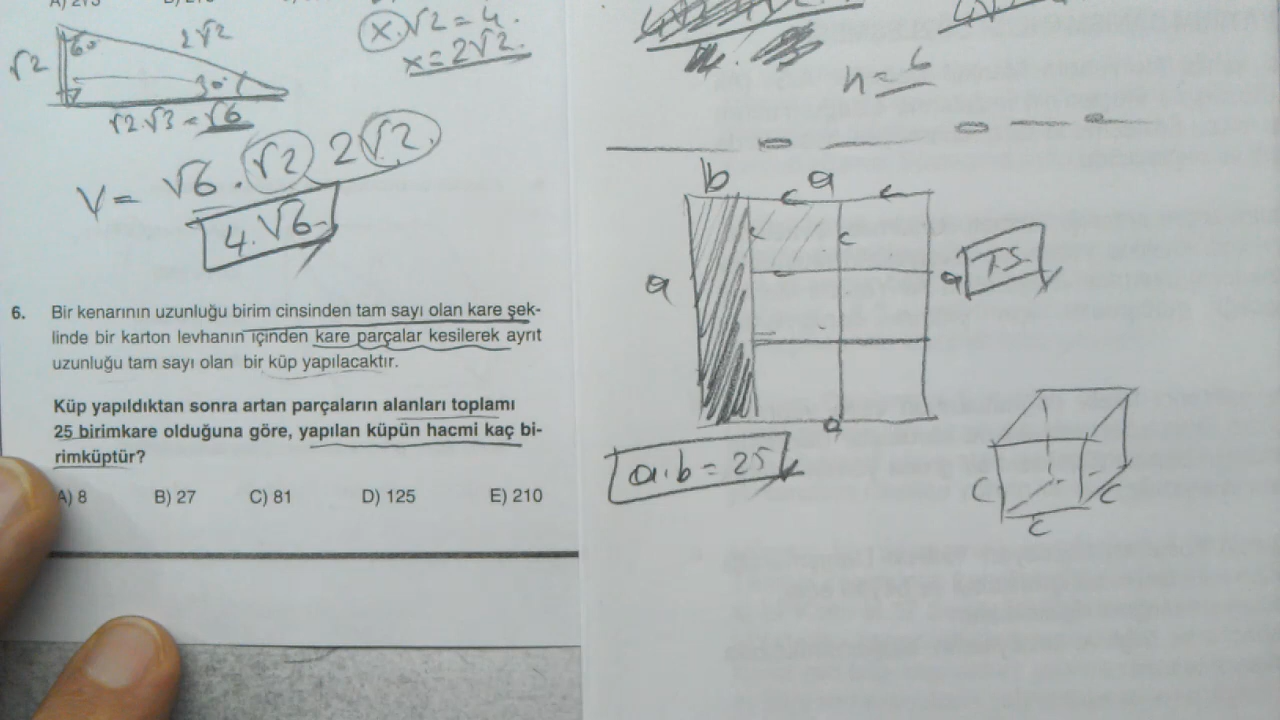 √2
60
2√2
30°
√2.√3 = √6
x.√2 = 4.
x = 2√2.
V = √6 . √2 2√2.
4.√6
6. Bir kenarının uzunluğu birim cinsinden tam sayı olan kare şek-
linde bir karton levhanın içinden kare parçalar kesilerek ayrıt
uzunluğu tam sayı olan bir küp yapılacaktır.
Küp yapıldıktan sonra artan parçaların alanları toplamı
25 birimkare olduğuna göre, yapılan küpün hacmi kaç bi-
rimküptür?
A) 8 B) 27 C) 81 D) 125 E) 210
n = 6
b a
c c
a
a T.S.
a
a.b = 25
c c
c